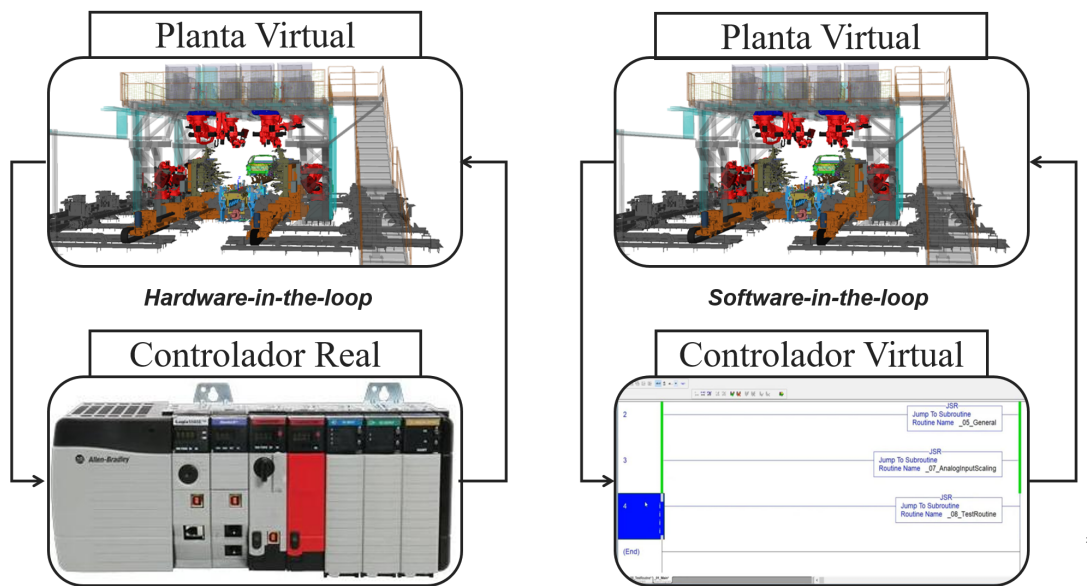 Planta Virtual
Hardware-in-the-loop
Controlador Real
Allen-Bradley
Planta Virtual
Software-in-the-loop
Controlador Virtual
2
JSR
Jump To Subroutine
Routine Name _05_General
3
JSR
Jump To Subroutine
Routine Name _07_AnalogInputScaling
4
JSR
Jump To Subroutine
Routine Name _08_TestRoutine
(End)